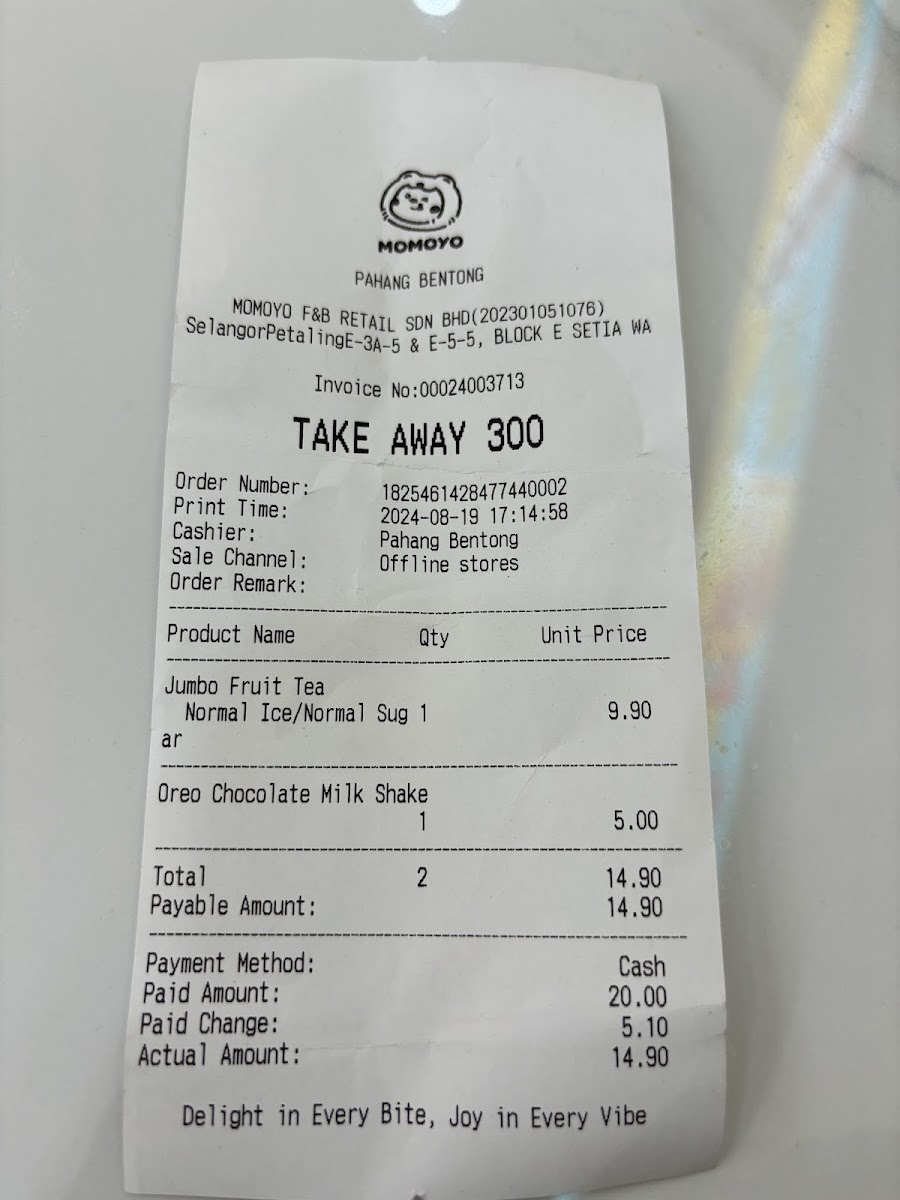 MOMOYO
PAHANG BENTONG
MOMOYO F&B RETAIL SDN BHD(202301051076)
SelangorPetalingE-3A-5 & E-5-5, BLOCK E SETIA WA
Invoice No:00024003713
TAKE AWAY 300
Order Number: 1825461428477440002
Print Time: 2024-08-19 17:14:58
Cashier: Pahang Bentong
Sale Channel: Offline stores
Order Remark:
Product Name Qty Unit Price
Jumbo Fruit Tea
Normal Ice/Normal Sug 1 9.90
ar
Oreo Chocolate Milk Shake
1 5.00
Total 2 14.90
Payable Amount: 14.90
Payment Method: Cash
Paid Amount: 20.00
Paid Change: 5.10
Actual Amount: 14.90
Delight in Every Bite, Joy in Every Vibe